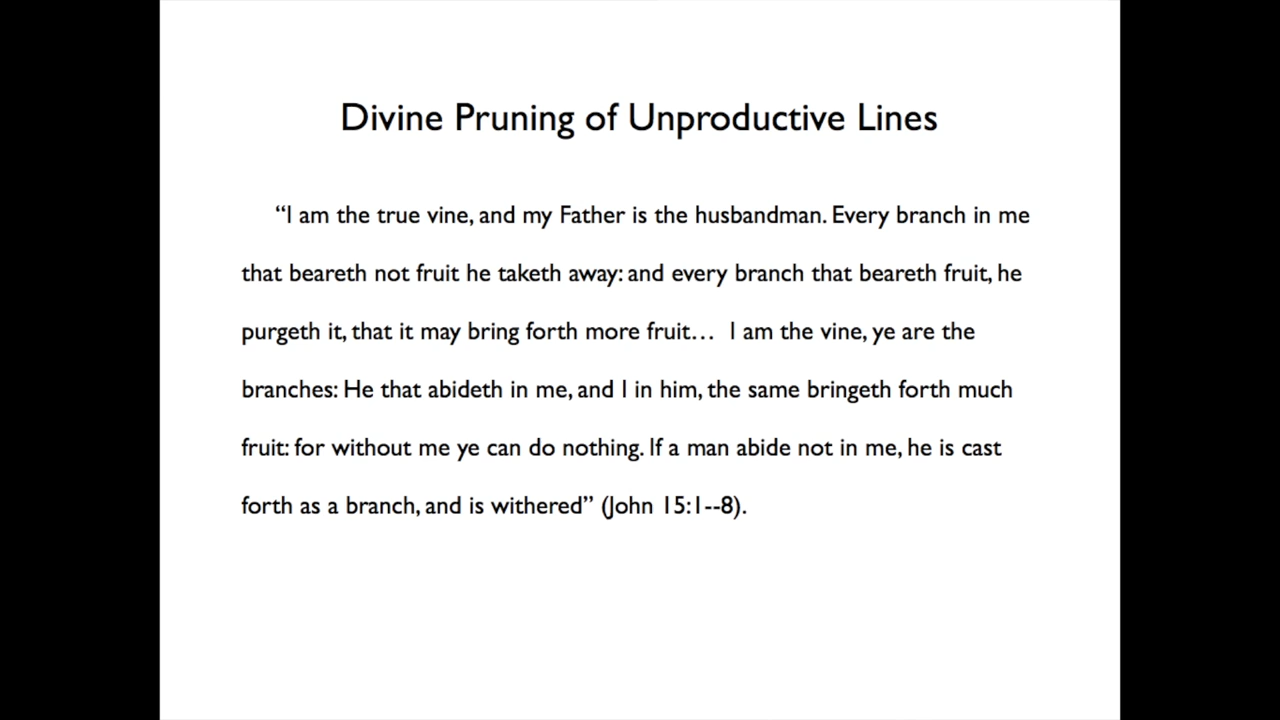 Divine Pruning of Unproductive Lines
“I am the true vine, and my Father is the husbandman. Every branch in me
that beareth not fruit he taketh away: and every branch that beareth fruit, he
purgeth it, that it may bring forth more fruit… I am the vine, ye are the
branches: He that abideth in me, and I in him, the same bringeth forth much
fruit: for without me ye can do nothing. If a man abide not in me, he is cast
forth as a branch, and is withered” (John 15:1--8).